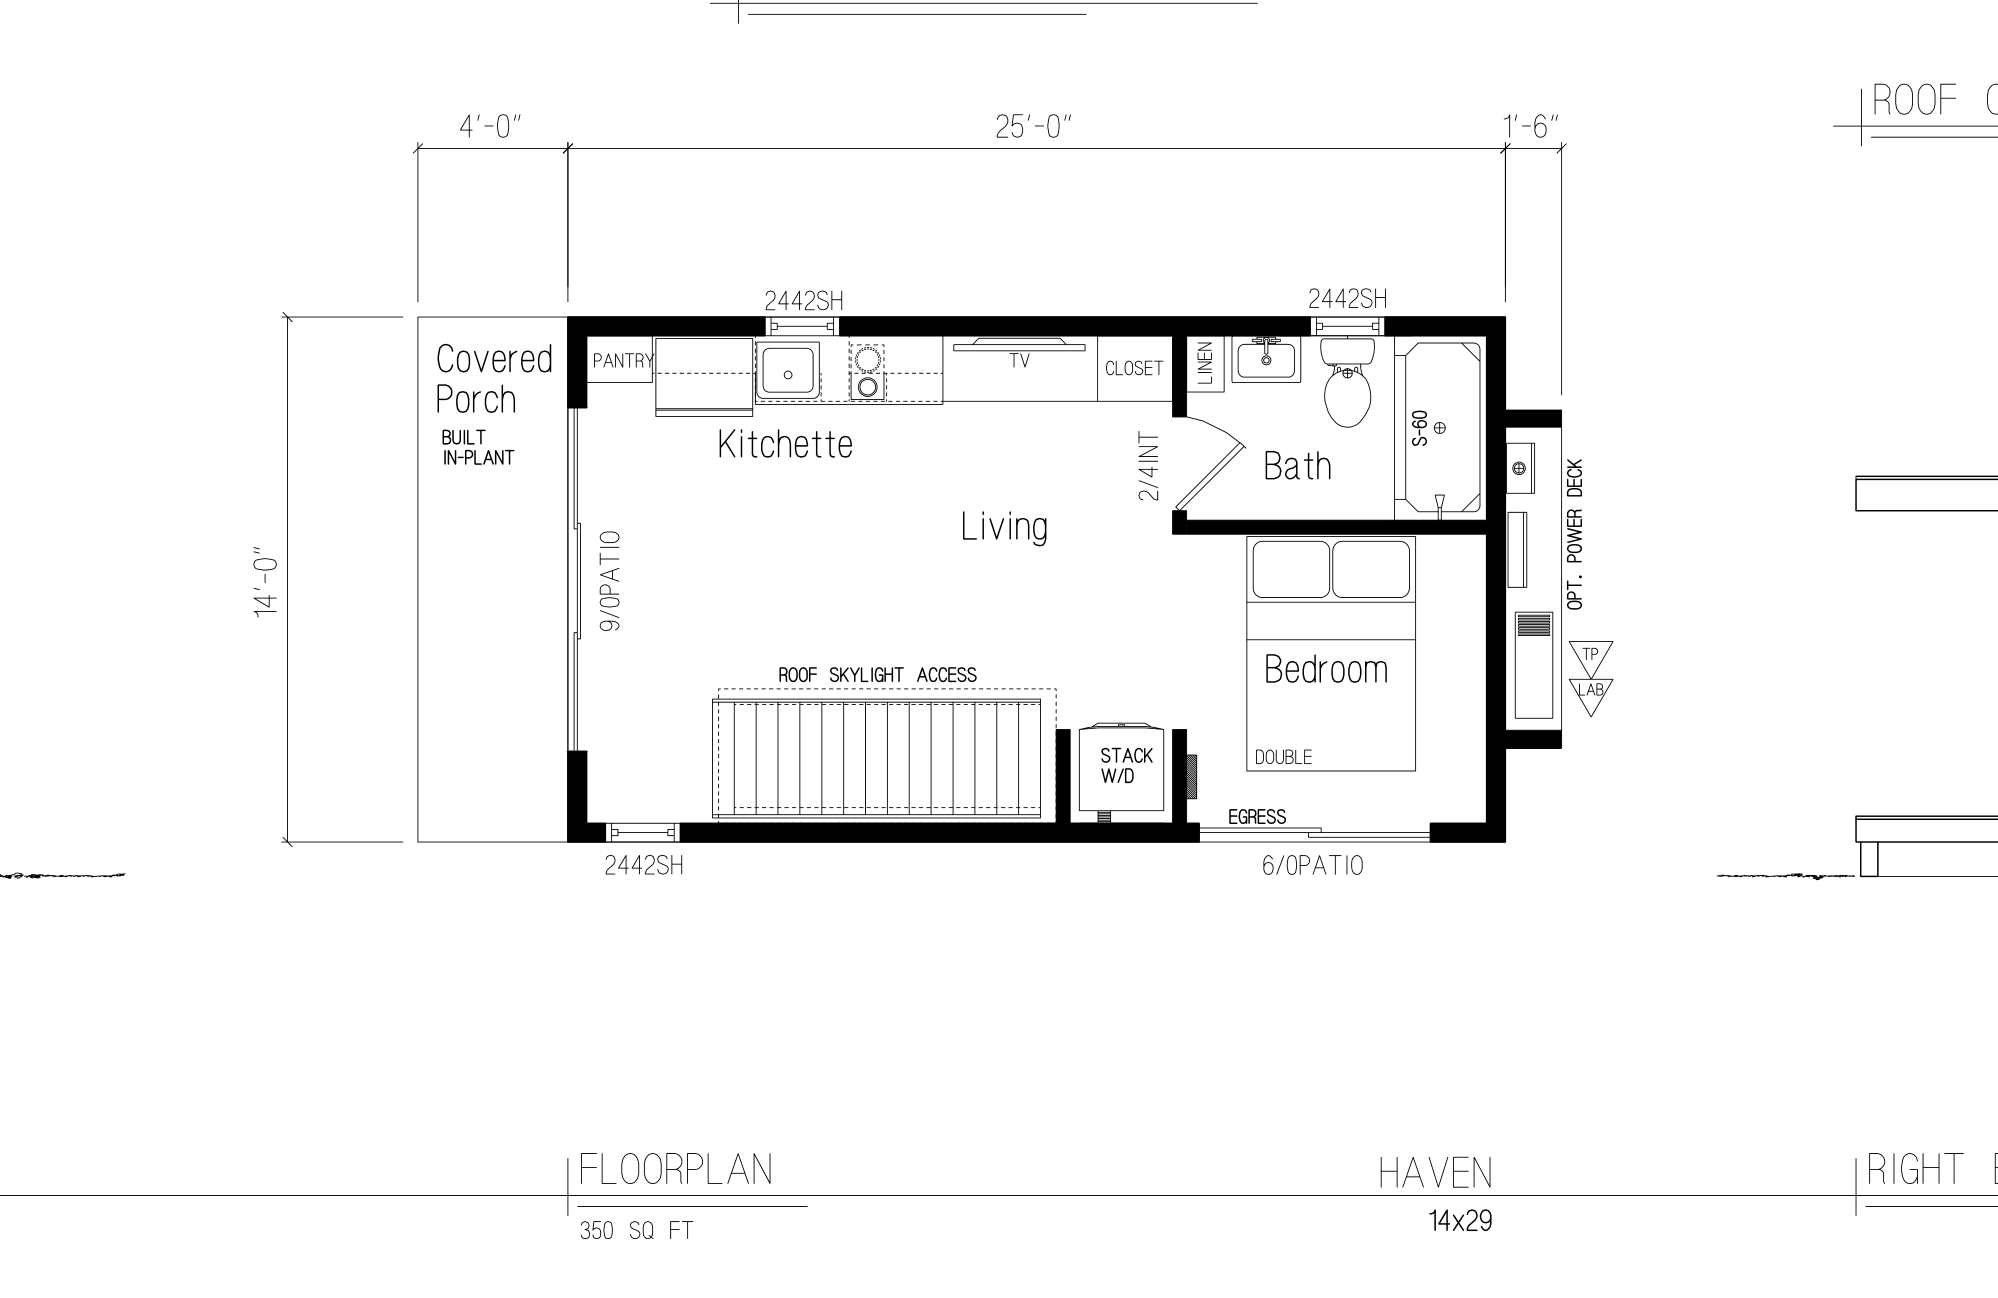 ROOF
4'-0"
25'-0"
1'-6"
2442SH
2442SH
Covered
Porch
BUILT
IN-PLANT
PANTRY
TV
CLOSET
LINEN
S-60
Kitchette
2/4INT
Bath
Living
OPT. POWER DECK
14'-0"
9/0PATIO
TP
LAB
ROOF SKYLIGHT ACCESS
Bedroom
STACK
W/D
DOUBLE
EGRESS
2442SH
6/0PATIO
FLOORPLAN
350 SQ FT
HAVEN
14x29
RIGHT